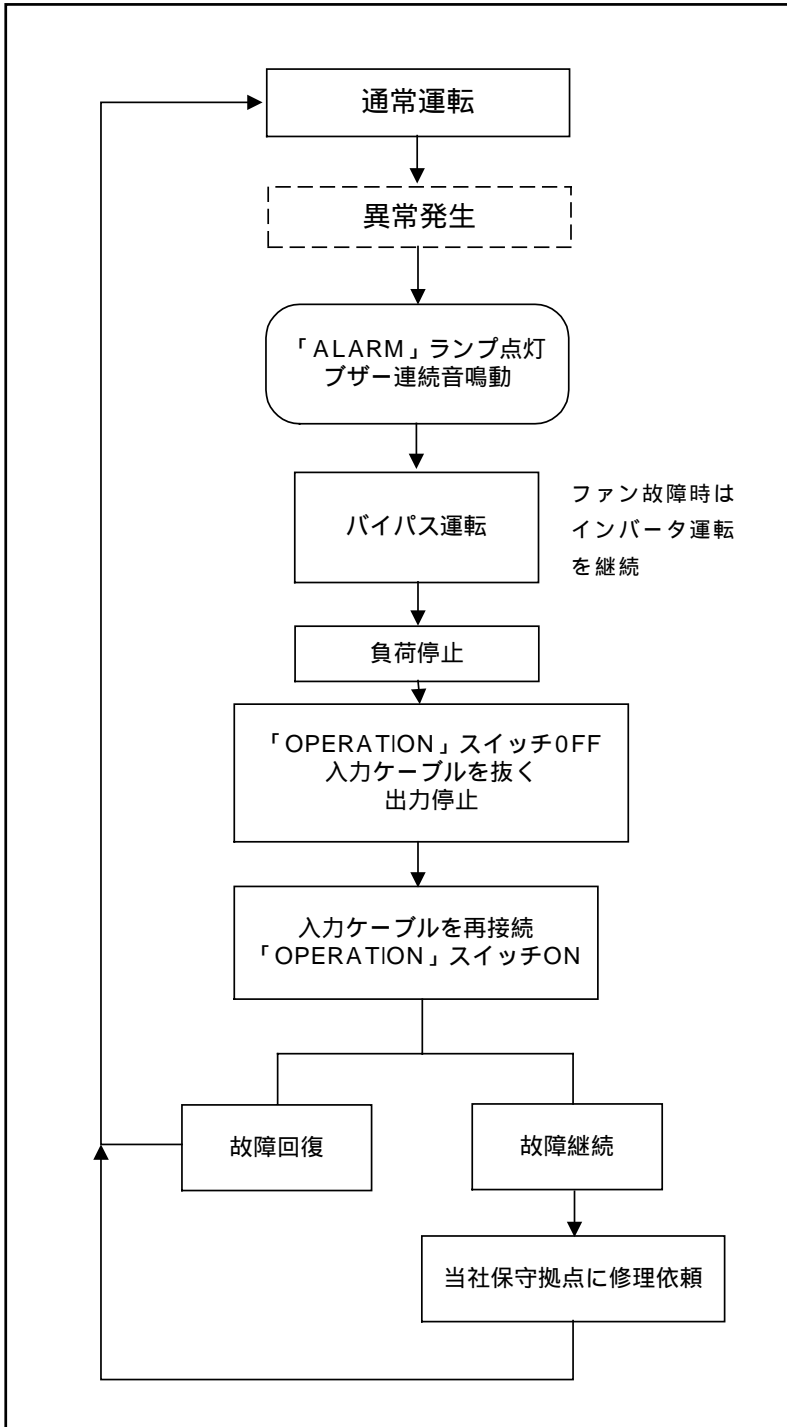 通常運転
異常発生
「ALARM」ランプ点灯
ブザー連続音鳴動
バイパス運転
ファン故障時は
インバータ運転
を継続
負荷停止
「OPERATION」スイッチ0FF
入力ケーブルを抜く
出力停止
入力ケーブルを再接続
「OPERATION」スイッチON
故障回復
故障継続
当社保守拠点に修理依頼